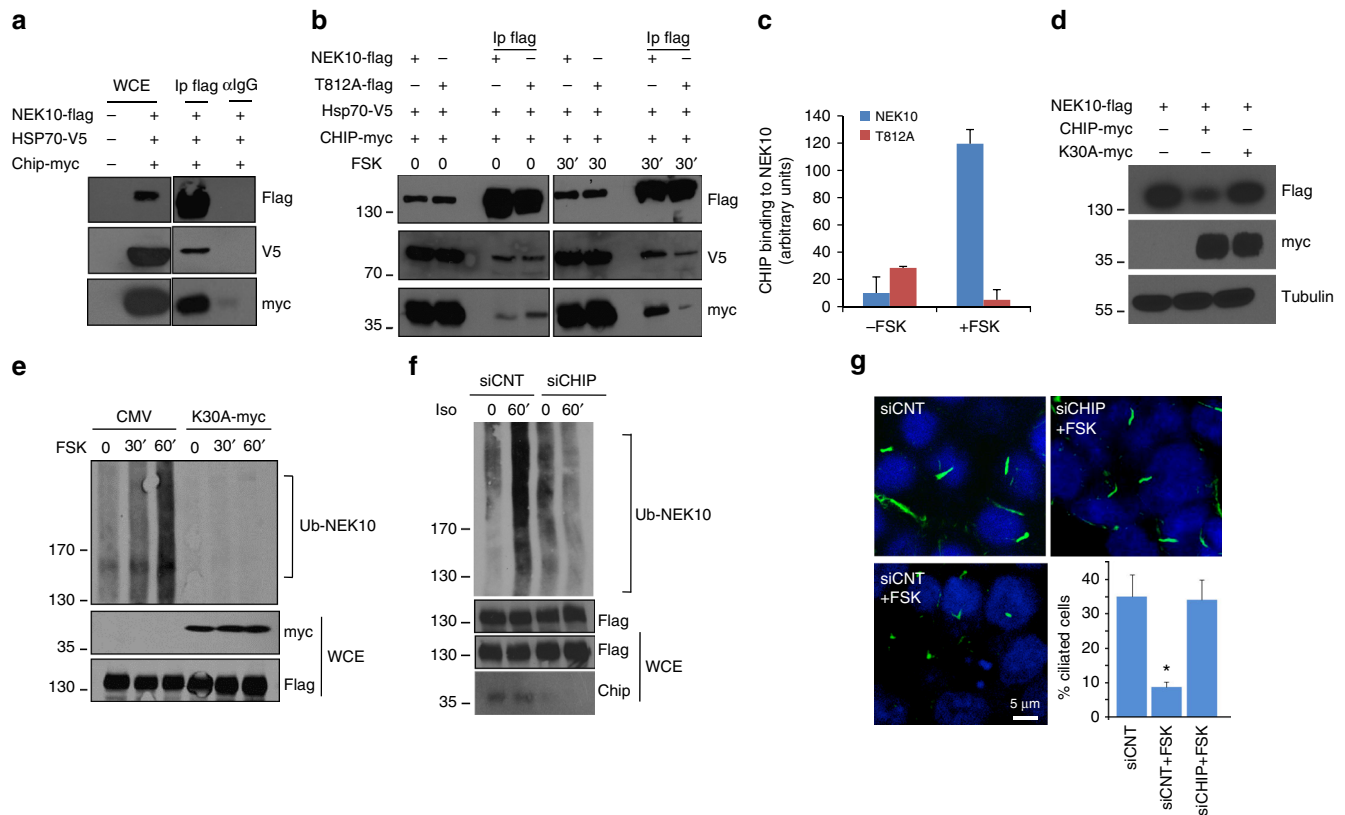 a
WCE Ip flag αIgG
NEK10-flag – + + +
HSP70-V5 – + + +
Chip-myc – + + +
Flag
V5
myc
b
Ip flag Ip flag
NEK10-flag + – + – + – + –
T812A-flag – + – + – + – +
Hsp70-V5 + + + + + + + +
CHIP-myc + + + + + + + +
FSK 0 0 0 0 30′ 30 30′ 30′
130 Flag
70 V5
35 myc
c
CHIP binding to NEK10
(arbitrary units)
140
120
100
80
60
40
20
0
NEK10
T812A
–FSK +FSK
d
NEK10-flag + + +
CHIP-myc – + –
K30A-myc – – +
130 Flag
35 myc
55 Tubulin
e
CMV K30A-myc
FSK 0 30′ 60′ 0 30′ 60′
Ub-NEK10
170
130
myc
35
WCE
130 Flag
f
siCNT siCHIP
Iso 0 60′ 0 60′
Ub-NEK10
170
130
130 Flag
130 Flag
WCE
Chip
35
g
siCNT
siCHIP
+FSK
siCNT
+FSK
5 μm
% ciliated cells
40
30
20
10
0
*
siCNT
siCNT+FSK
siCHIP+FSK